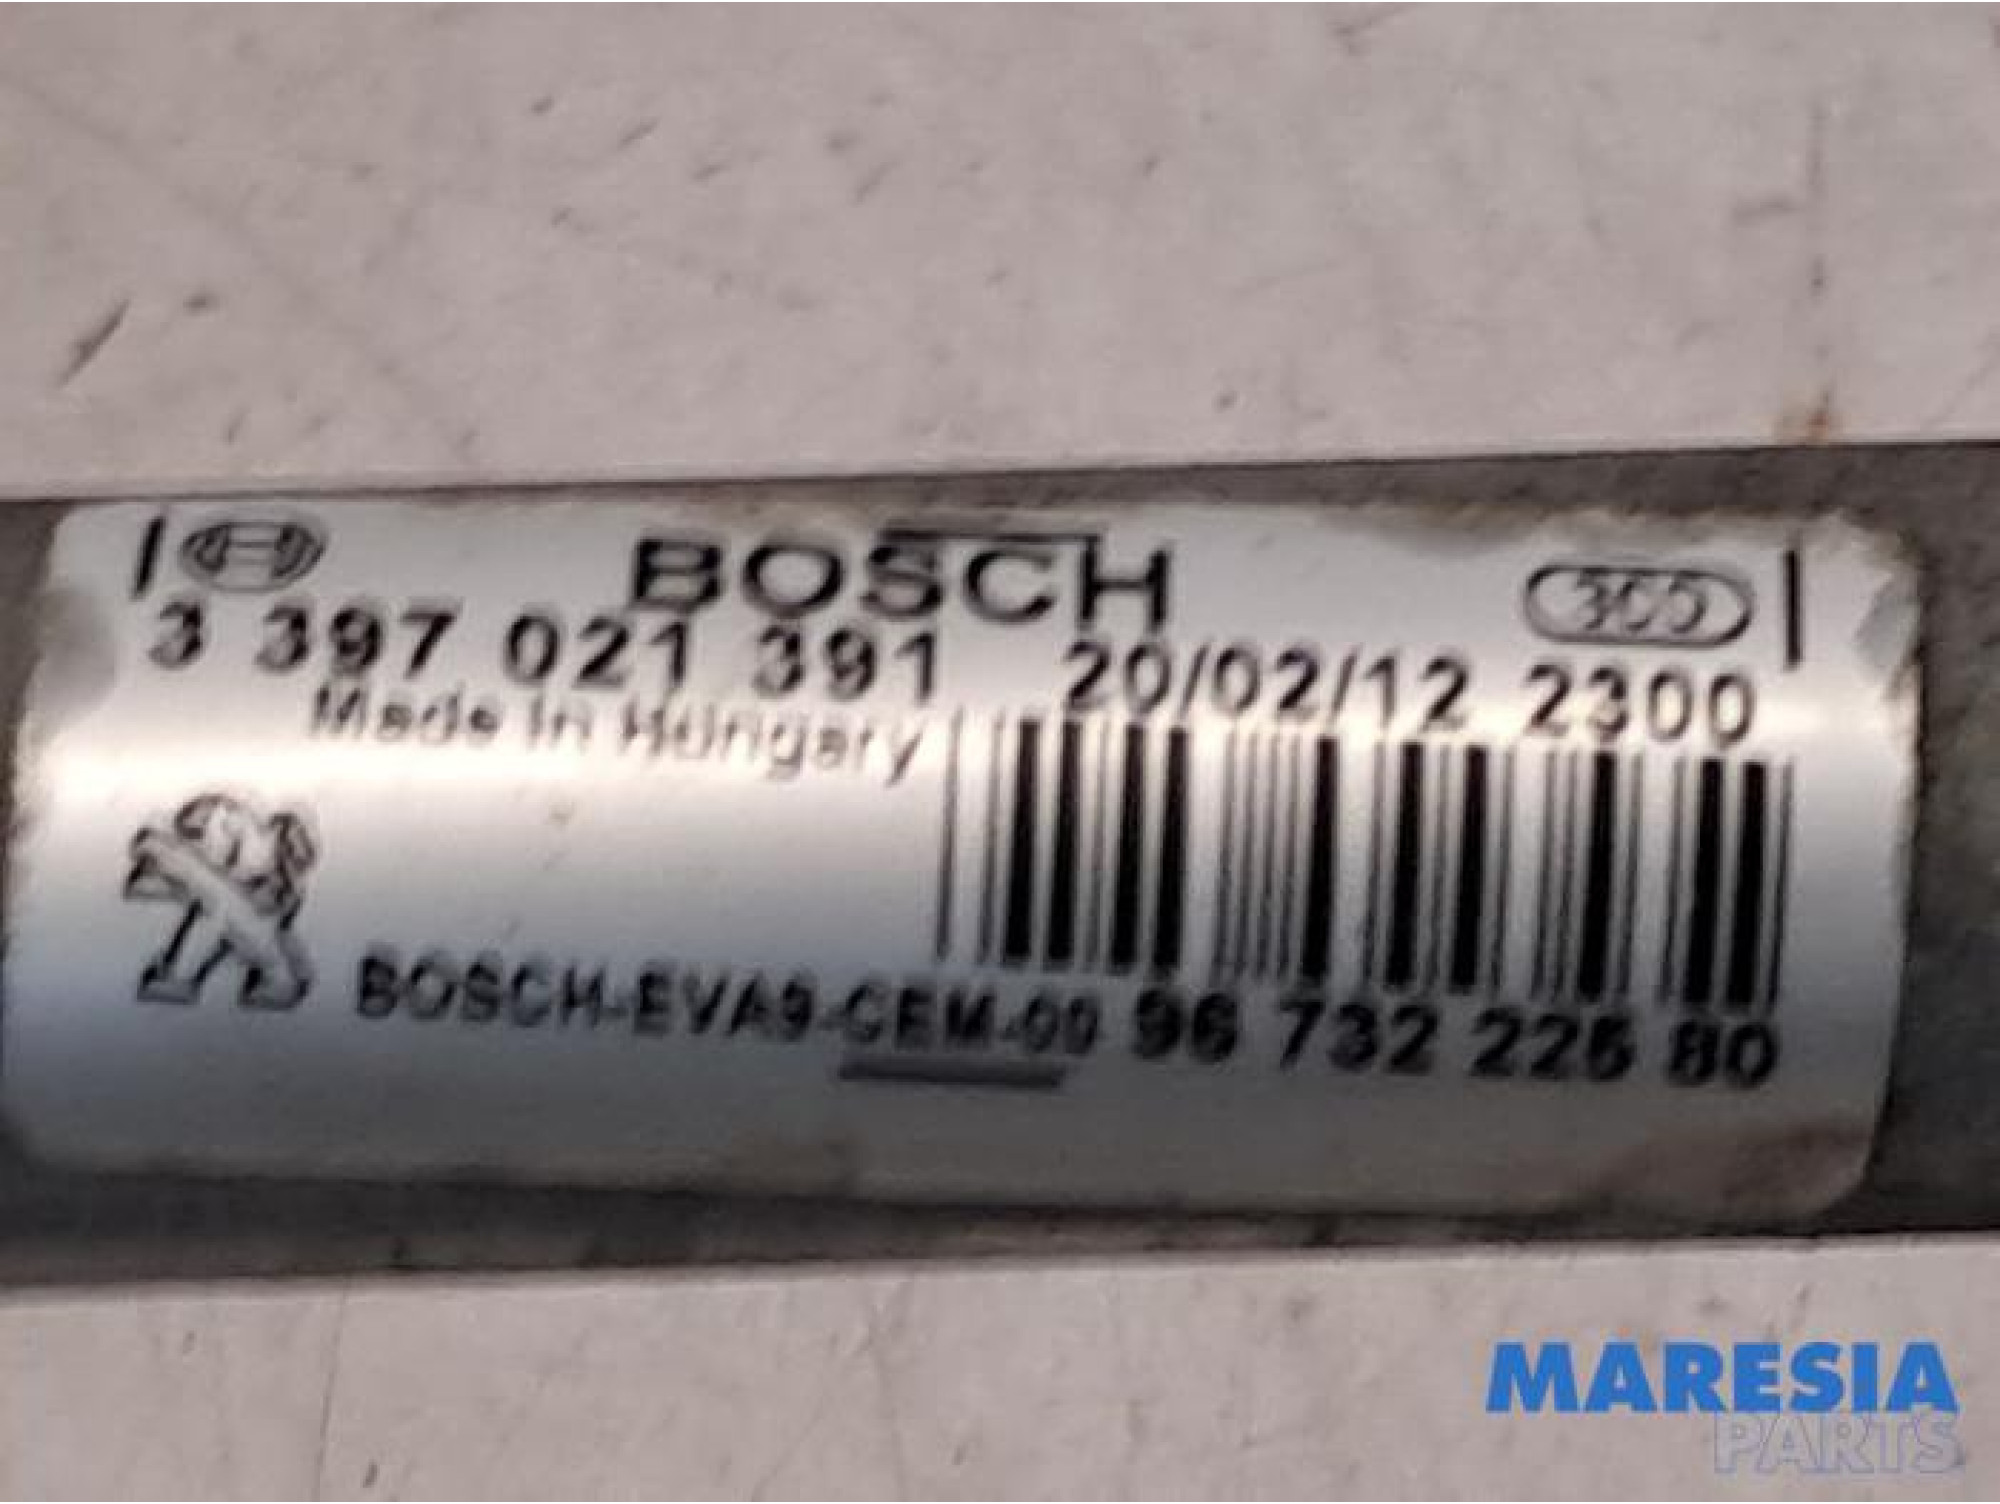 BOSCH
3 397 021 391 20/02/12 2300
Made in Hungary
BOSCH-EVA9-CEM-00 96 732 226 80
MARESIA
PARTS